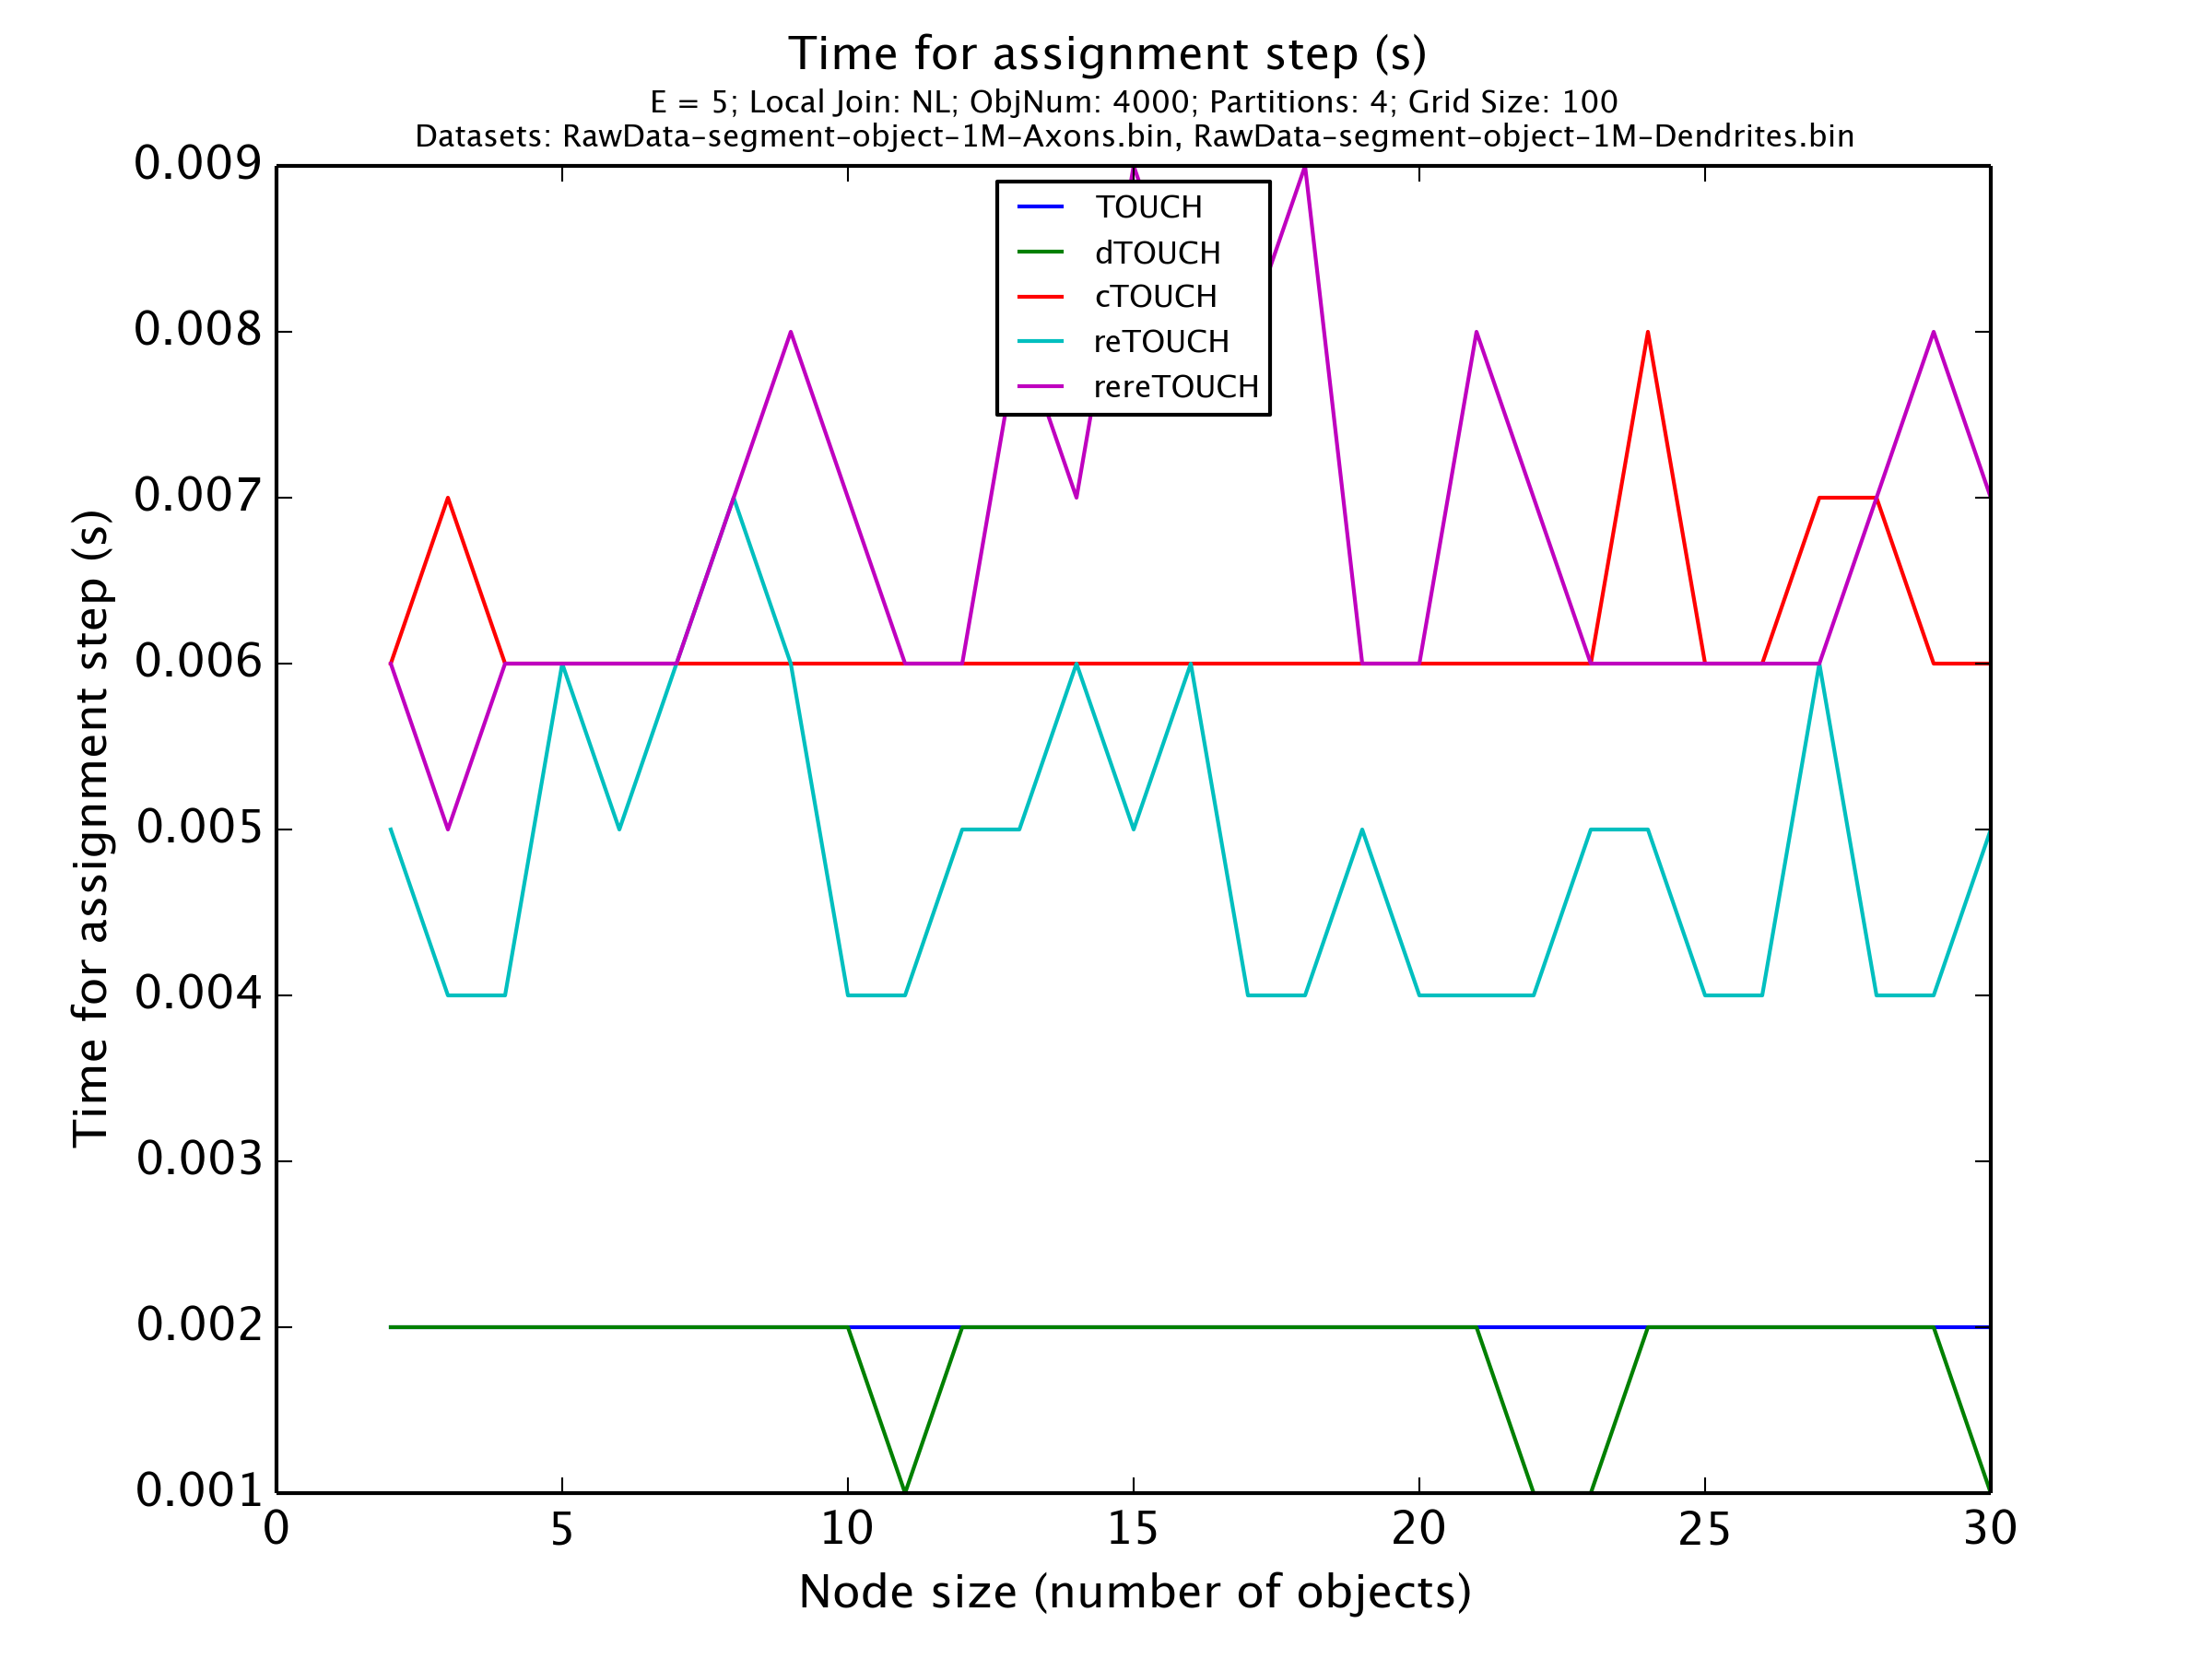 Time for assignment step (s)
E = 5; Local Join: NL; ObjNum: 4000; Partitions: 4; Grid Size: 100
Datasets: RawData-segment-object-1M-Axons.bin, RawData-segment-object-1M-Dendrites.bin
0.009
0.008
0.007
0.006
0.005
0.004
0.003
0.002
0.001
Time for assignment step (s)
TOUCH
dTOUCH
cTOUCH
reTOUCH
rereTOUCH
0 5 10 15 20 25 30
Node size (number of objects)